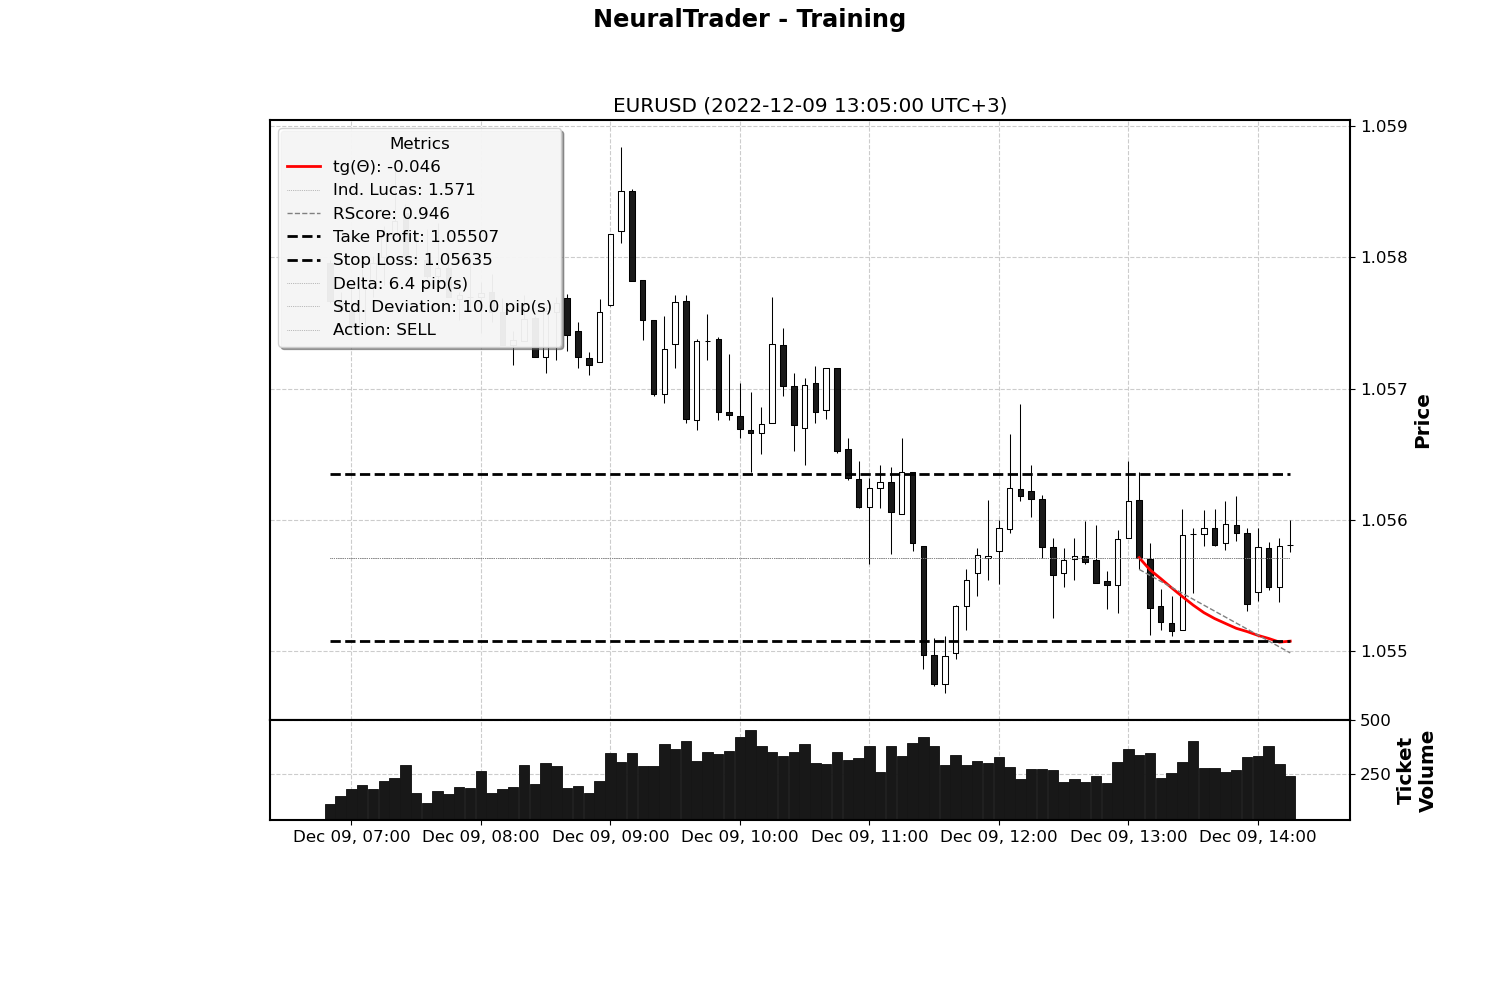 NeuralTrader - Training
EURUSD (2022-12-09 13:05:00 UTC+3)
Metrics
tg(Θ): -0.046
Ind. Lucas: 1.571
RScore: 0.946
Take Profit: 1.05507
Stop Loss: 1.05635
Delta: 6.4 pip(s)
Std. Deviation: 10.0 pip(s)
Action: SELL
1.059
1.058
1.057
1.056
1.055
Price
500
250
Ticket
Volume
Dec 09, 07:00
Dec 09, 08:00
Dec 09, 09:00
Dec 09, 10:00
Dec 09, 11:00
Dec 09, 12:00
Dec 09, 13:00
Dec 09, 14:00